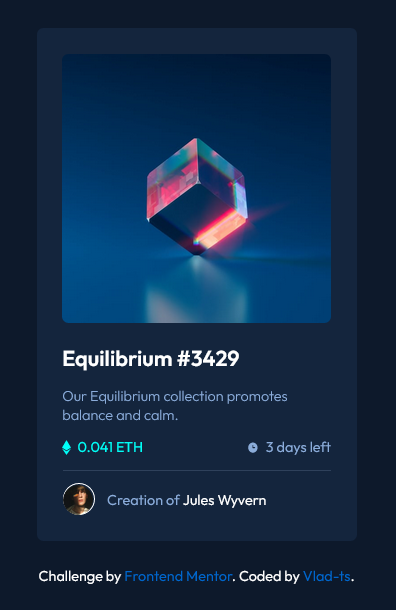 Equilibrium #3429
Our Equilibrium collection promotes
balance and calm.
0.041 ETH 3 days left
Creation of Jules Wyvern
Challenge by Frontend Mentor. Coded by Vlad-ts.